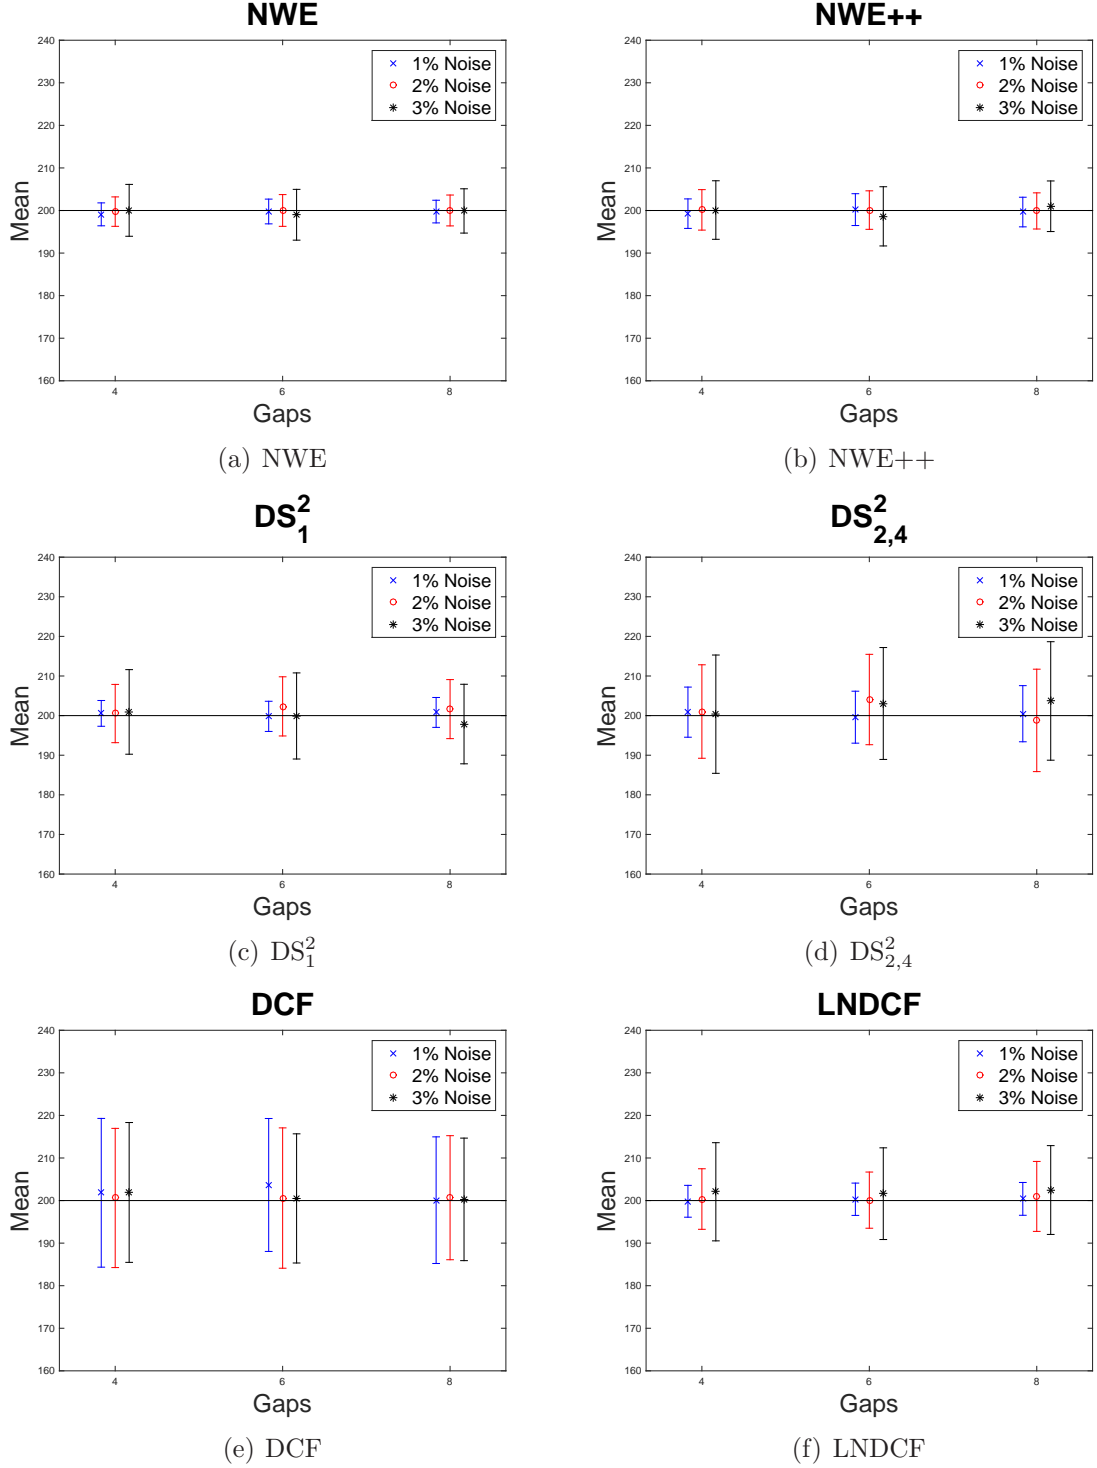 NWE
240
230
220
210
200
190
180
170
160
Mean
1% Noise
2% Noise
3% Noise
4 6 8
Gaps
(a) NWE
NWE++
240
230
220
210
200
190
180
170
160
Mean
1% Noise
2% Noise
3% Noise
4 6 8
Gaps
(b) NWE++
DS²₁
240
230
220
210
200
190
180
170
160
Mean
1% Noise
2% Noise
3% Noise
4 6 8
Gaps
(c) DS²₁
DS²₂,₄
240
230
220
210
200
190
180
170
160
Mean
1% Noise
2% Noise
3% Noise
4 6 8
Gaps
(d) DS²₂,₄
DCF
240
230
220
210
200
190
180
170
160
Mean
1% Noise
2% Noise
3% Noise
4 6 8
Gaps
(e) DCF
LNDCF
240
230
220
210
200
190
180
170
160
Mean
1% Noise
2% Noise
3% Noise
4 6 8
Gaps
(f) LNDCF